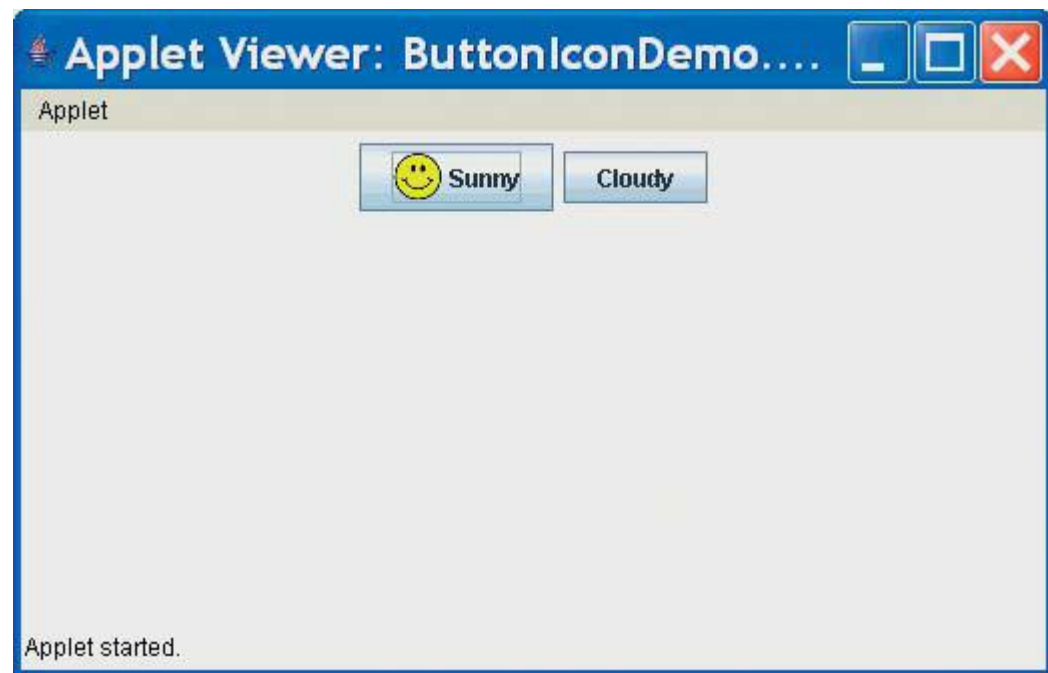 Applet Viewer: ButtonIconDemo....
Applet
Sunny
Cloudy
Applet started.